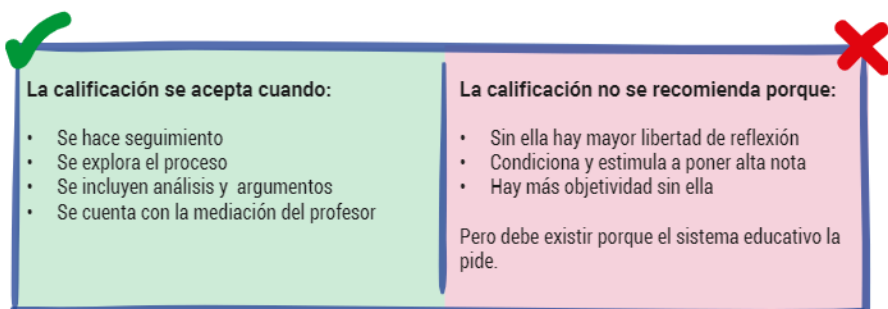 La calificación se acepta cuando:
• Se hace seguimiento
• Se explora el proceso
• Se incluyen análisis y argumentos
• Se cuenta con la mediación del profesor
La calificación no se recomienda porque:
• Sin ella hay mayor libertad de reflexión
• Condiciona y estimula a poner alta nota
• Hay más objetividad sin ella
Pero debe existir porque el sistema educativo la
pide.